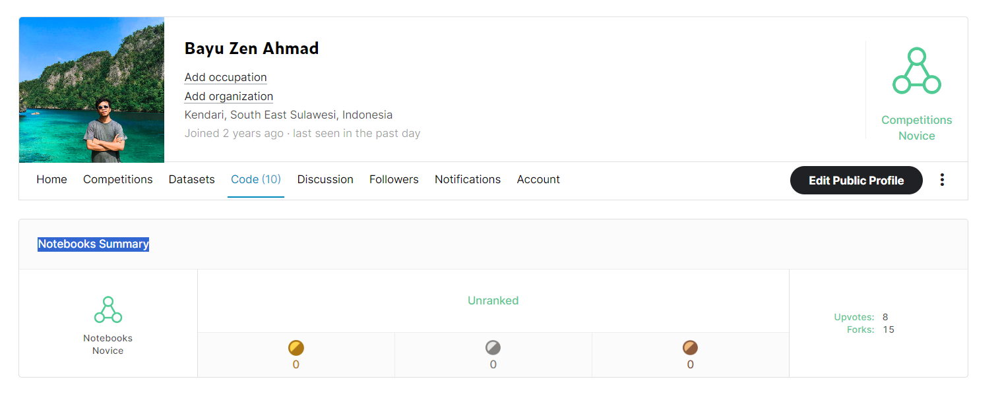 Bayu Zen Ahmad
Add occupation
Add organization
Kendari, South East Sulawesi, Indonesia
Joined 2 years ago · last seen in the past day
Competitions
Novice
Home Competitions Datasets Code (10) Discussion Followers Notifications Account Edit Public Profile
Notebooks Summary
Notebooks
Novice
Unranked
0 0 0
Upvotes: 8
Forks: 15